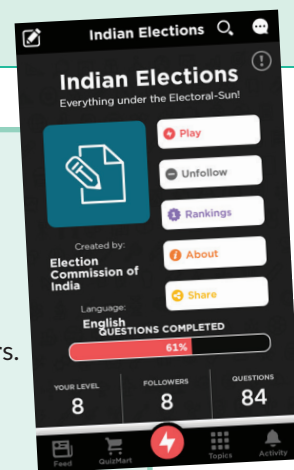 Indian Elections
Indian Elections
Everything under the Electoral-Sun!
Play
Unfollow
Created by:
Election
Commission of
India
1 Rankings
About
Language:
English
Share
QUESTIONS COMPLETED
61%
YOUR LEVEL
8
FOLLOWERS
8
QUESTIONS
84
Feed
QuizMart
Topics
Activity
rs.